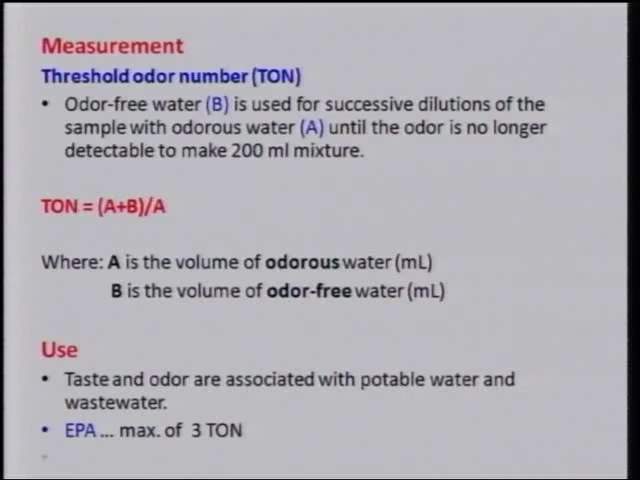 Measurement
Threshold odor number (TON)
• Odor-free water (B) is used for successive dilutions of the
sample with odorous water (A) until the odor is no longer
detectable to make 200 ml mixture.
TON = (A+B)/A
Where: A is the volume of odorous water (mL)
B is the volume of odor-free water (mL)
Use
• Taste and odor are associated with potable water and
wastewater.
• EPA ... max. of 3 TON